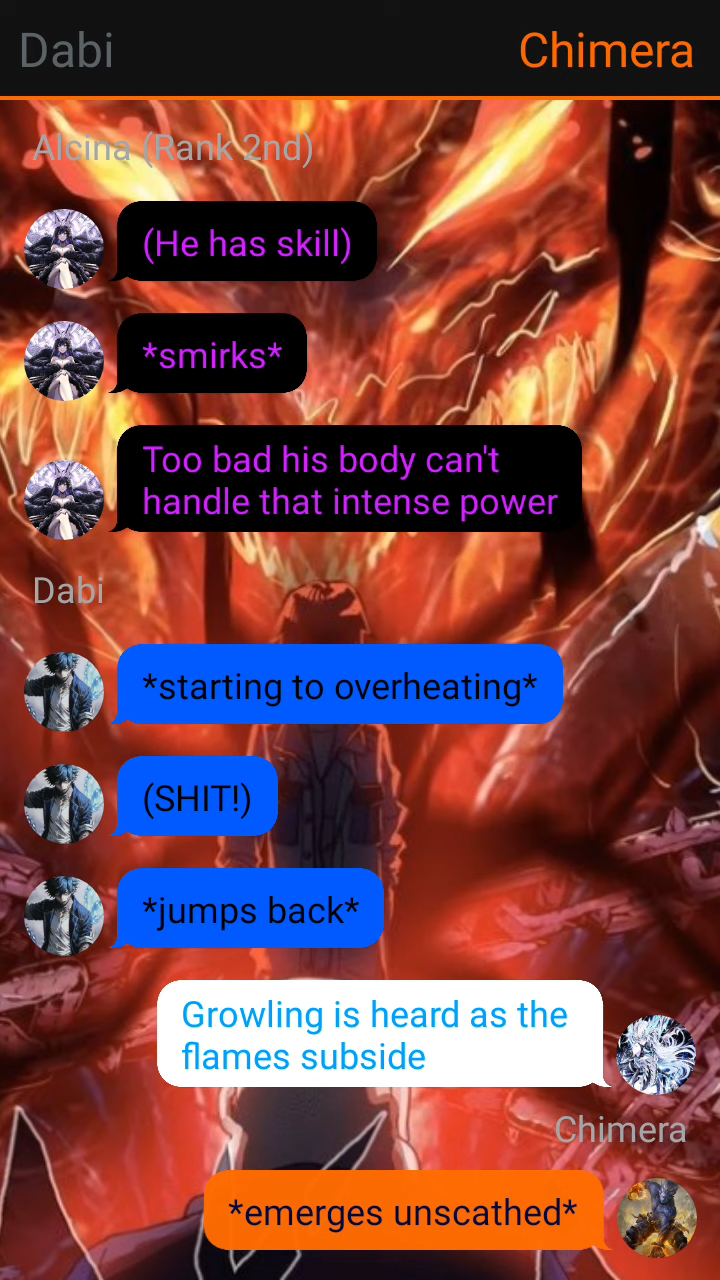 Dabi
Chimera
Alcina (Rank 2nd)
(He has skill)
*smirks*
Too bad his body can't
handle that intense power
Dabi
*starting to overheating*
(SHIT!)
*jumps back*
Growling is heard as the
flames subside
Chimera
*emerges unscathed*